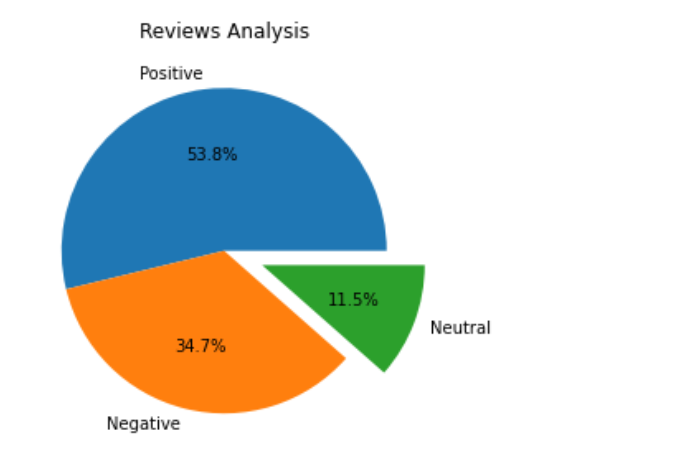 Reviews Analysis
Positive
53.8%
11.5%
Neutral
34.7%
Negative